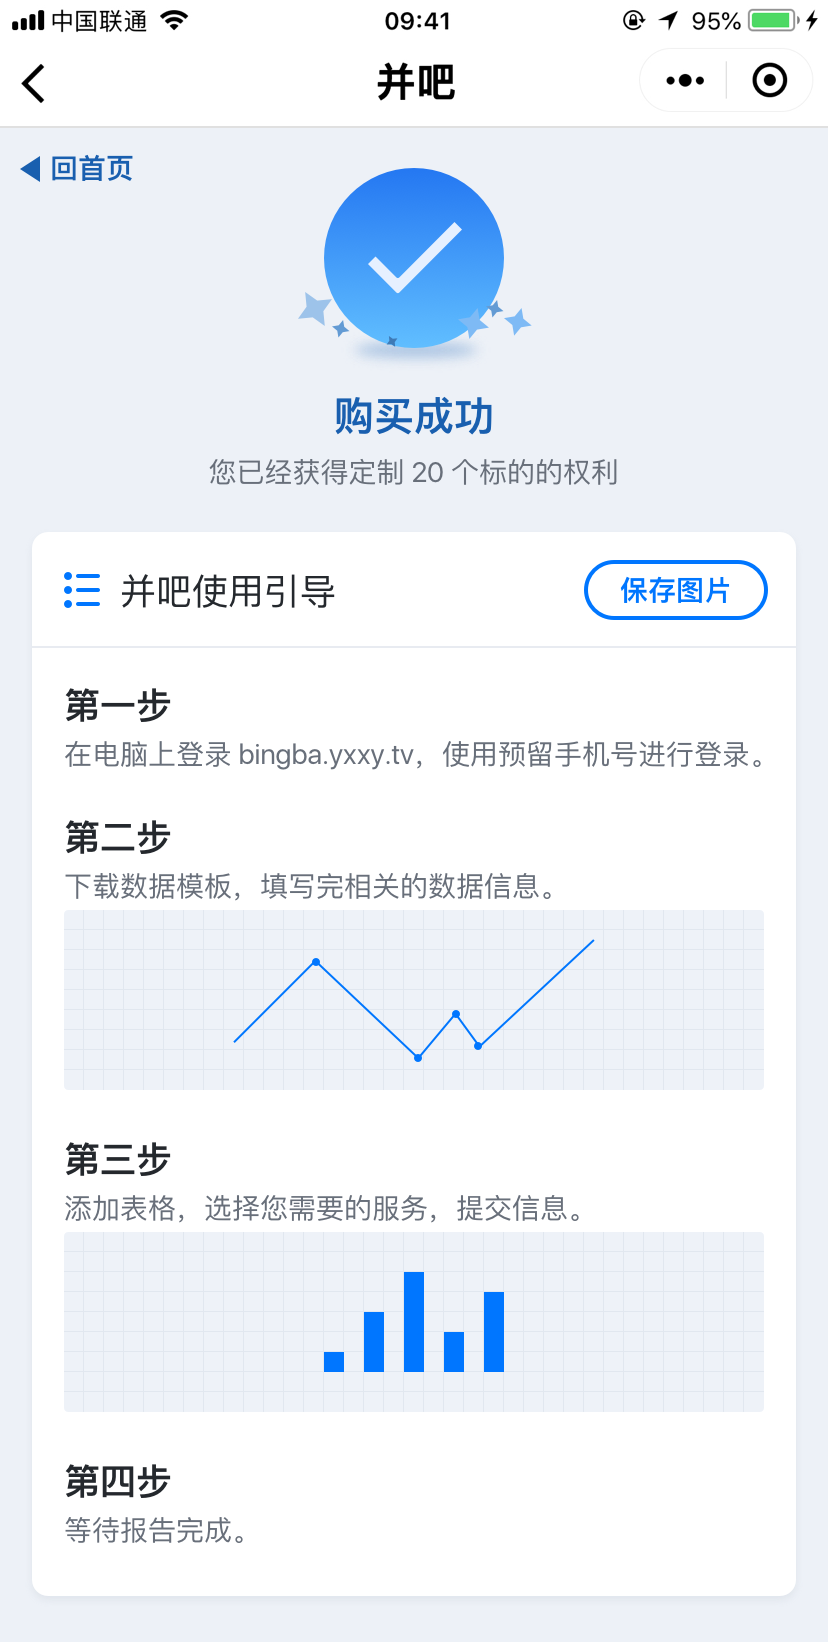 中国联通
09:41
95%
并吧
回首页
购买成功
您已经获得定制 20 个标的的权利
并吧使用引导
保存图片
第一步
在电脑上登录 bingba.yxxy.tv，使用预留手机号进行登录。
第二步
下载数据模板，填写完相关的数据信息。
第三步
添加表格，选择您需要的服务，提交信息。
第四步
等待报告完成。